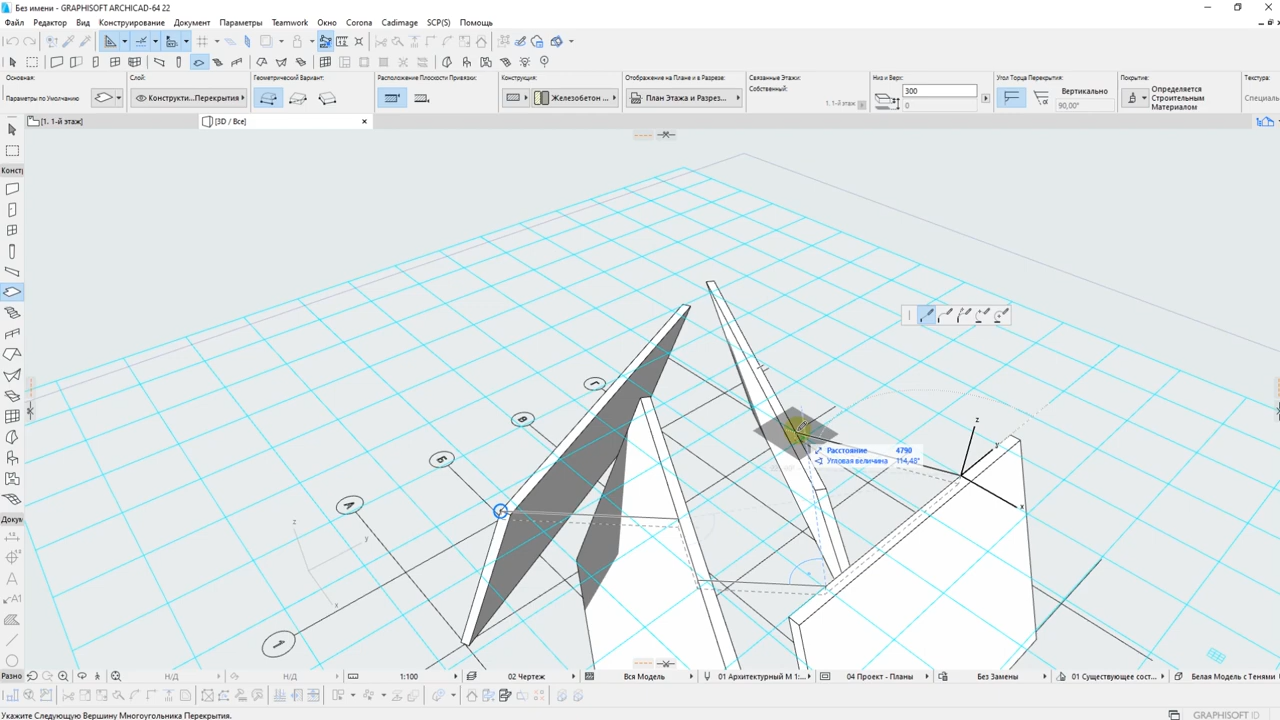 Без имени - GRAPHISOFT ARCHICAD-64 22
Файл Редактор Вид Конструирование Документ Параметры Teamwork Окно Corona Cadimage SCP(S) Помощь
Основная: Слой: Геометрический Вариант: Расположение Плоскости Привязки: Конструкция: Отображение на Плане и в Разрезе: Связанные Этажи: Низ и Верх: Угол Торца Перекрытия: Покрытие: Текстура:
Собственный:
Параметры по Умолчанию Конструкти...Перекрытия Железобетон ... План Этажа и Разрез... 1. 1-й этаж 300 0 Вертикально 90,00° Определяется Строительным Материалом Специаль
[1. 1-й этаж] [3D / Все]
Конст
Докум
Разно
Г
В
Б
А
1
z
y
x
z
y
x
Расстояние 4790
Угловая величина 114,48°
Н/Д Н/Д 1:100 02 Чертеж Вся Модель 01 Архитектурный М 1:... 04 Проект - Планы Без Замены 01 Существующее сост... Белая Модель с Тенями
Укажите Следующую Вершину Многоугольника Перекрытия.
GRAPHISOFT ID